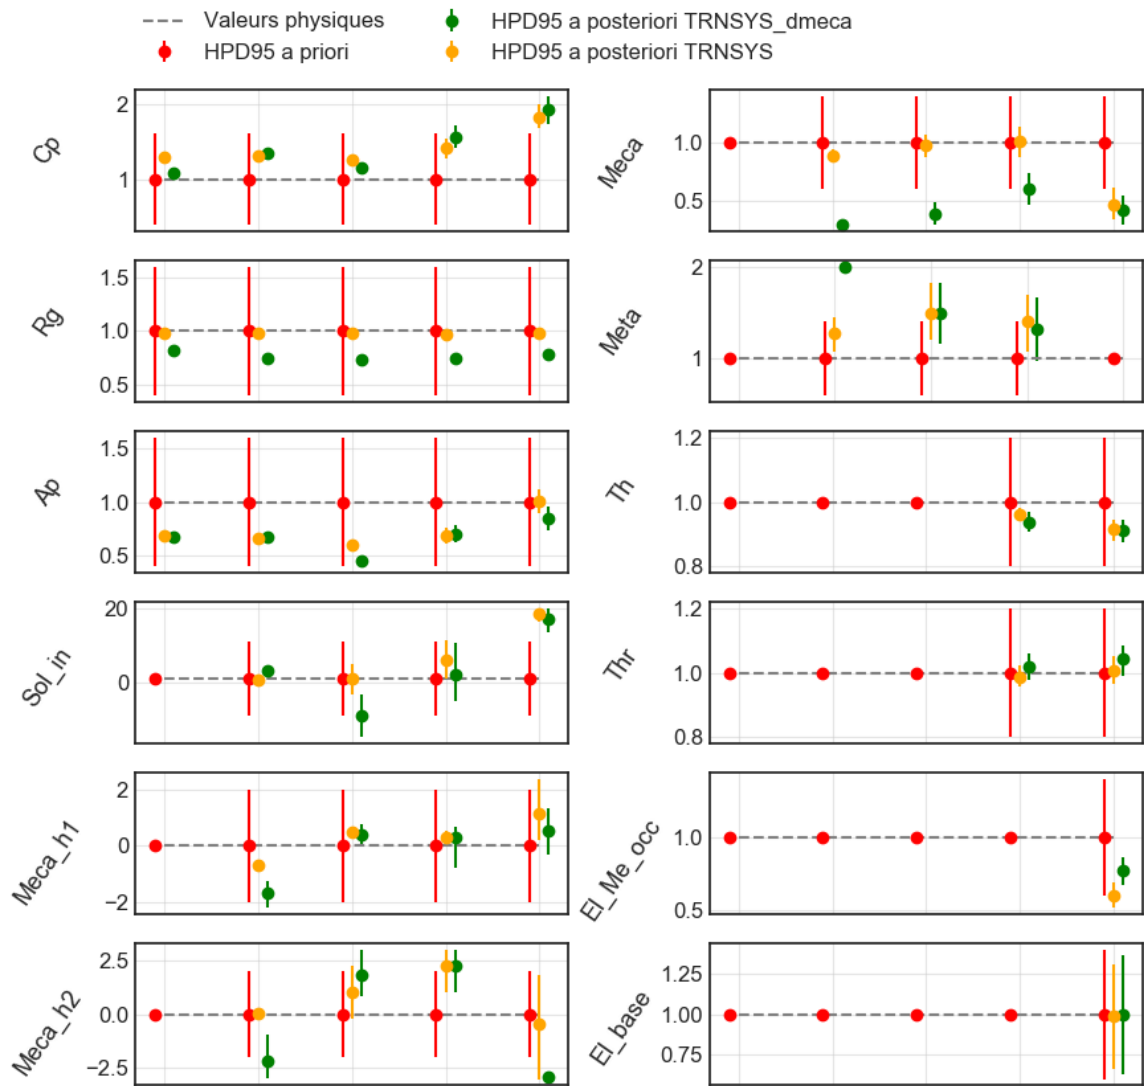 Valeurs physiques
HPD95 a priori
HPD95 a posteriori TRNSYS_dmeca
HPD95 a posteriori TRNSYS
Cp
2
1
Meca
1.0
0.5
Rg
1.5
1.0
0.5
Meta
2
1
Ap
1.5
1.0
0.5
Th
1.2
1.0
0.8
Sol_in
20
0
Thr
1.2
1.0
0.8
Meca_h1
2
0
−2
El_Me_occ
1.0
0.5
Meca_h2
2.5
0.0
−2.5
El_base
1.25
1.00
0.75